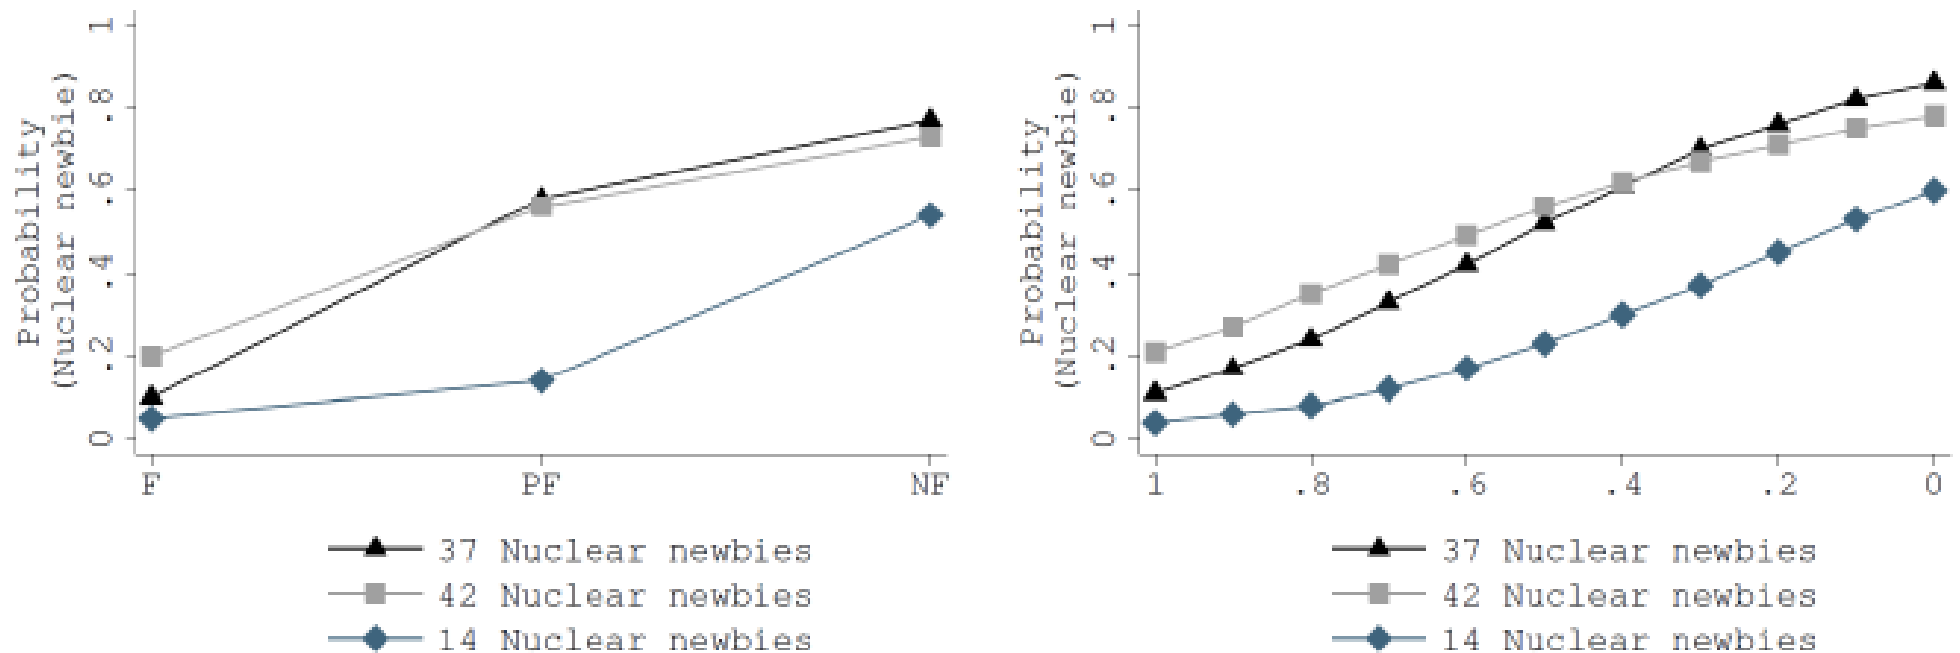 Probability
(Nuclear newbie)
1
.8
.6
.4
.2
0
F PF NF
37 Nuclear newbies
42 Nuclear newbies
14 Nuclear newbies
Probability
(Nuclear newbie)
1
.8
.6
.4
.2
0
1 .8 .6 .4 .2 0
37 Nuclear newbies
42 Nuclear newbies
14 Nuclear newbies